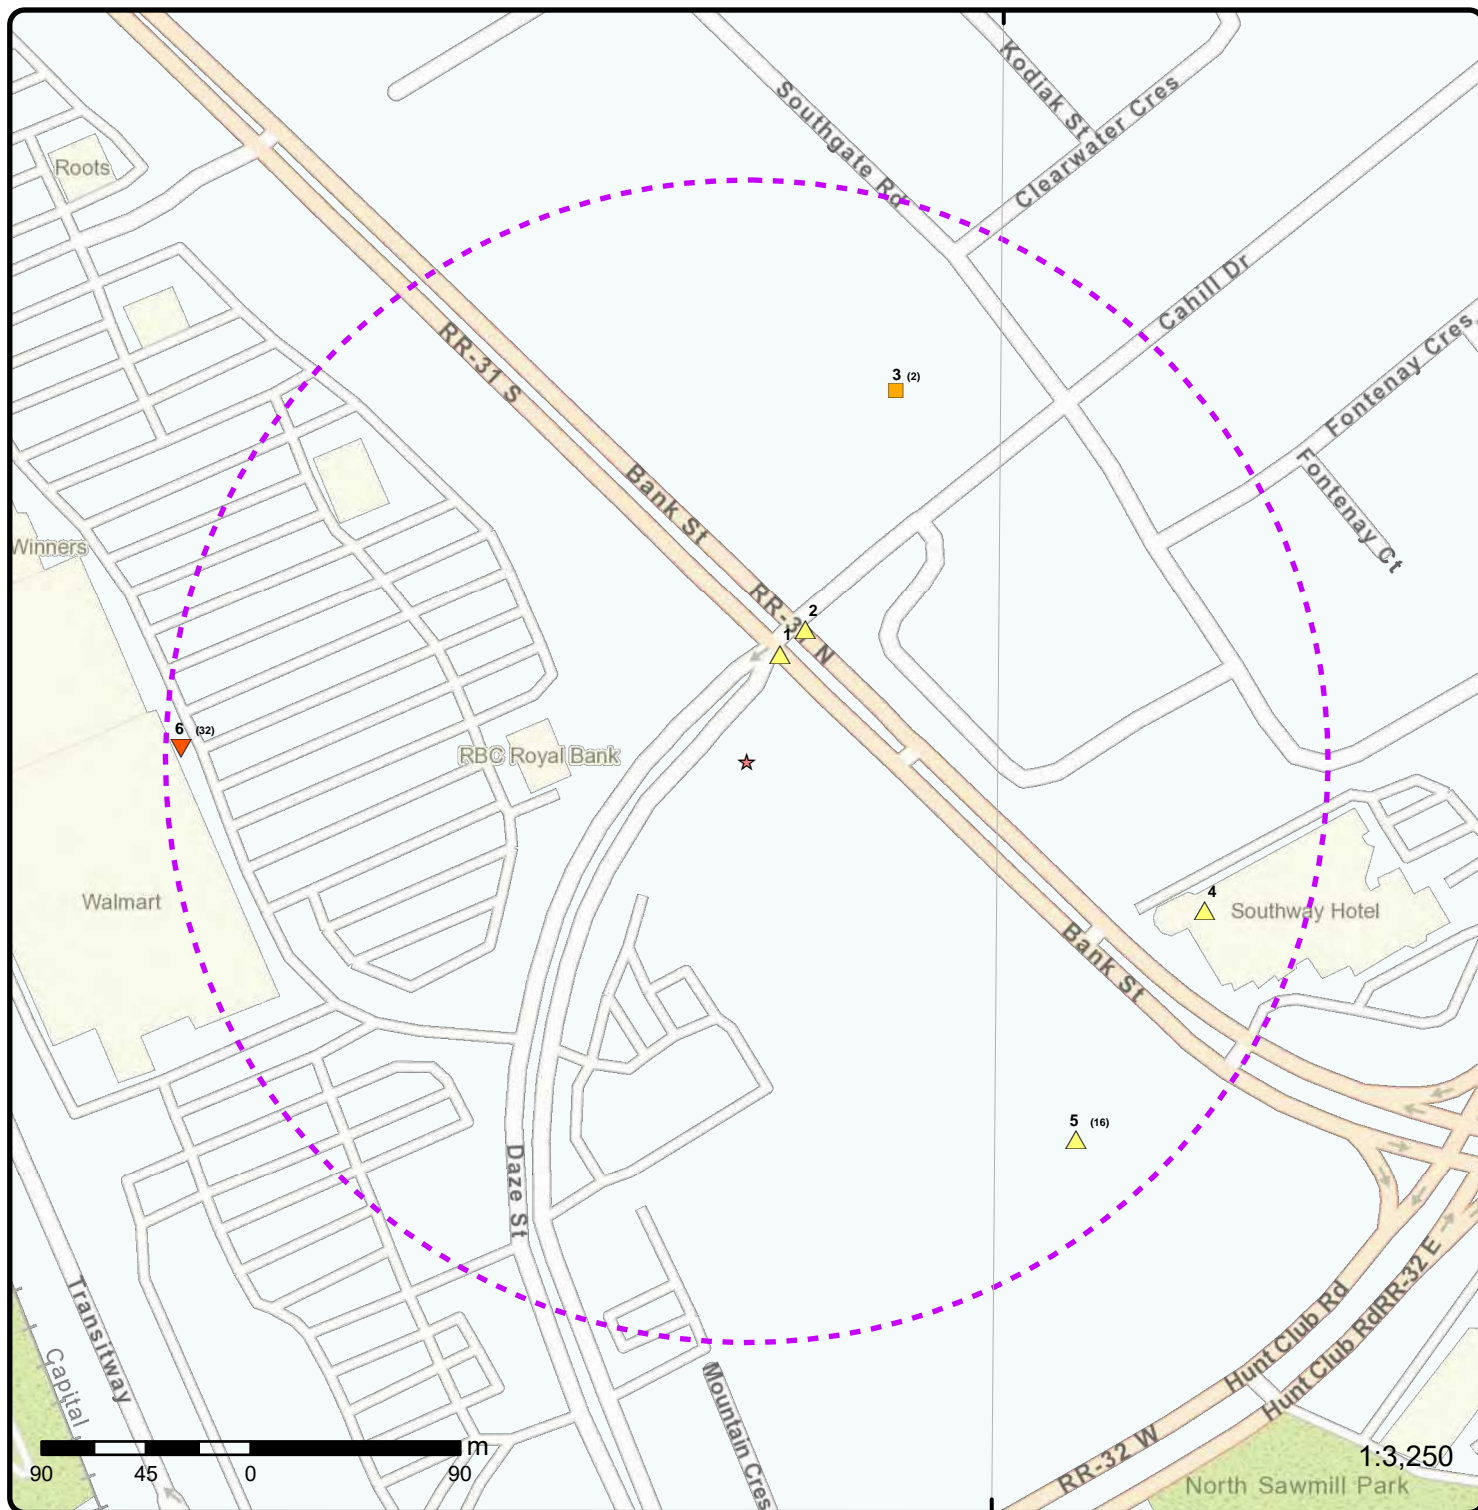 Kodiak St
Southgate Rd
Clearwater Cres
Roots
Cahill Dr
RR-31 S
Fontenay Cres
3 (2)
Fontenay Ct
Bank St
Winners
RR-31 N
2
1
6 (32)
RBC Royal Bank
Walmart
4
Southway Hotel
Bank St
5 (16)
Daze St
Transitway
Capital
Hunt Club Rd
RR-32 E
Hunt Club Rd
Mountain Cres
RR-32 W
North Sawmill Park
m
90 45 0 90
1:3,250